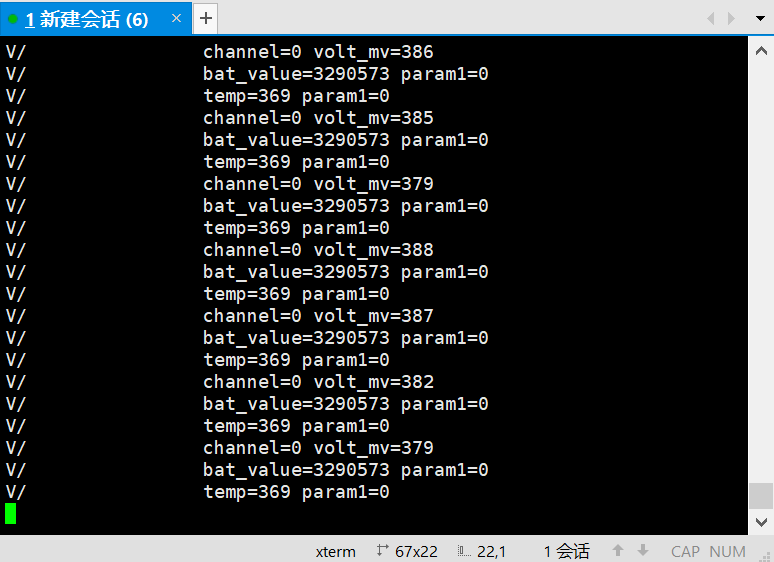 1 新建会话 (6) × +
V/ channel=0 volt_mv=386
V/ bat_value=3290573 param1=0
V/ temp=369 param1=0
V/ channel=0 volt_mv=385
V/ bat_value=3290573 param1=0
V/ temp=369 param1=0
V/ channel=0 volt_mv=379
V/ bat_value=3290573 param1=0
V/ temp=369 param1=0
V/ channel=0 volt_mv=388
V/ bat_value=3290573 param1=0
V/ temp=369 param1=0
V/ channel=0 volt_mv=387
V/ bat_value=3290573 param1=0
V/ temp=369 param1=0
V/ channel=0 volt_mv=382
V/ bat_value=3290573 param1=0
V/ temp=369 param1=0
V/ channel=0 volt_mv=379
V/ bat_value=3290573 param1=0
V/ temp=369 param1=0
xterm 67x22 22,1 1 会话 CAP NUM